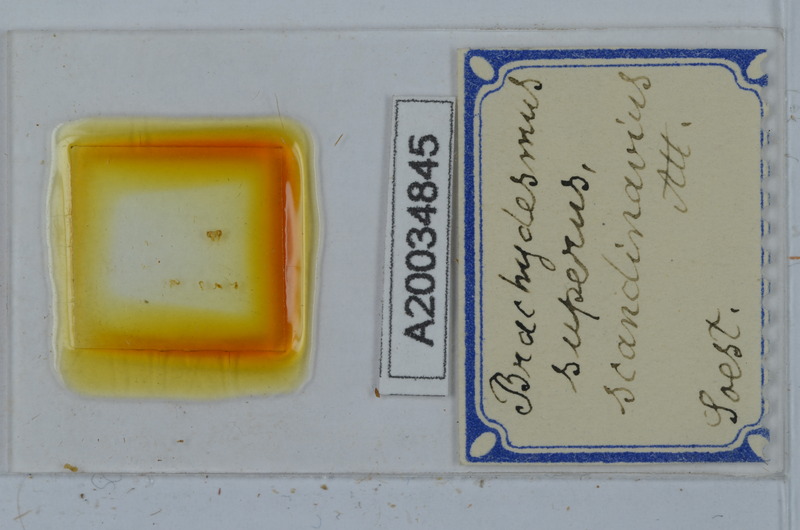 A20034845
Brachydesmus
superus,
scandinavius
Att.
Soest.